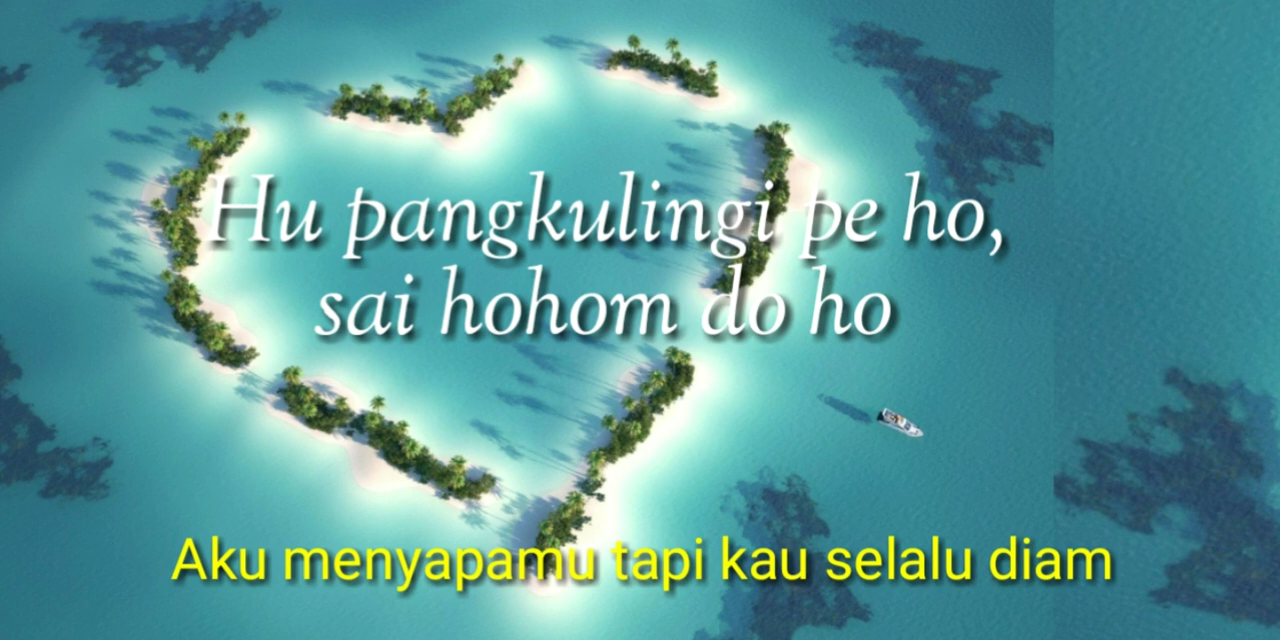 Hu pangkulingi pe ho,
sai hohom do ho
Aku menyapamu tapi kau selalu diam